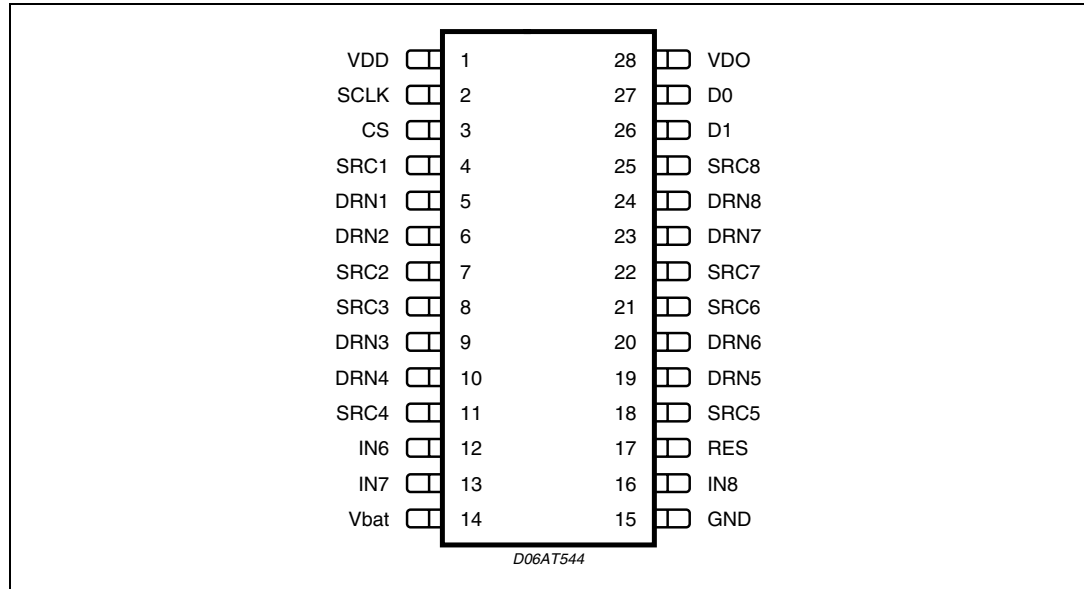 VDD 1 28 VDO
SCLK 2 27 D0
CS 3 26 D1
SRC1 4 25 SRC8
DRN1 5 24 DRN8
DRN2 6 23 DRN7
SRC2 7 22 SRC7
SRC3 8 21 SRC6
DRN3 9 20 DRN6
DRN4 10 19 DRN5
SRC4 11 18 SRC5
IN6 12 17 RES
IN7 13 16 IN8
Vbat 14 15 GND
D06AT544